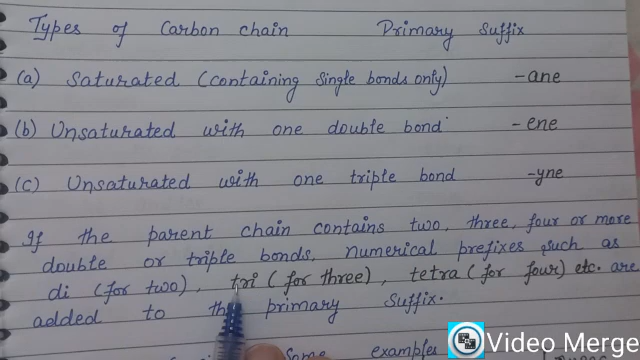 Types of Carbon chain Primary Suffix
(a) Saturated (containing single bonds only) -ane
(b) Unsaturated with one double bond -ene
(c) Unsaturated with one triple bond -yne
If the parent chain contains two, three, four or more
double or triple bonds, numerical prefixes such as
di (for two), tri (for three), tetra (for four) etc. are
added to the primary suffix.
Some examples
Video Merge